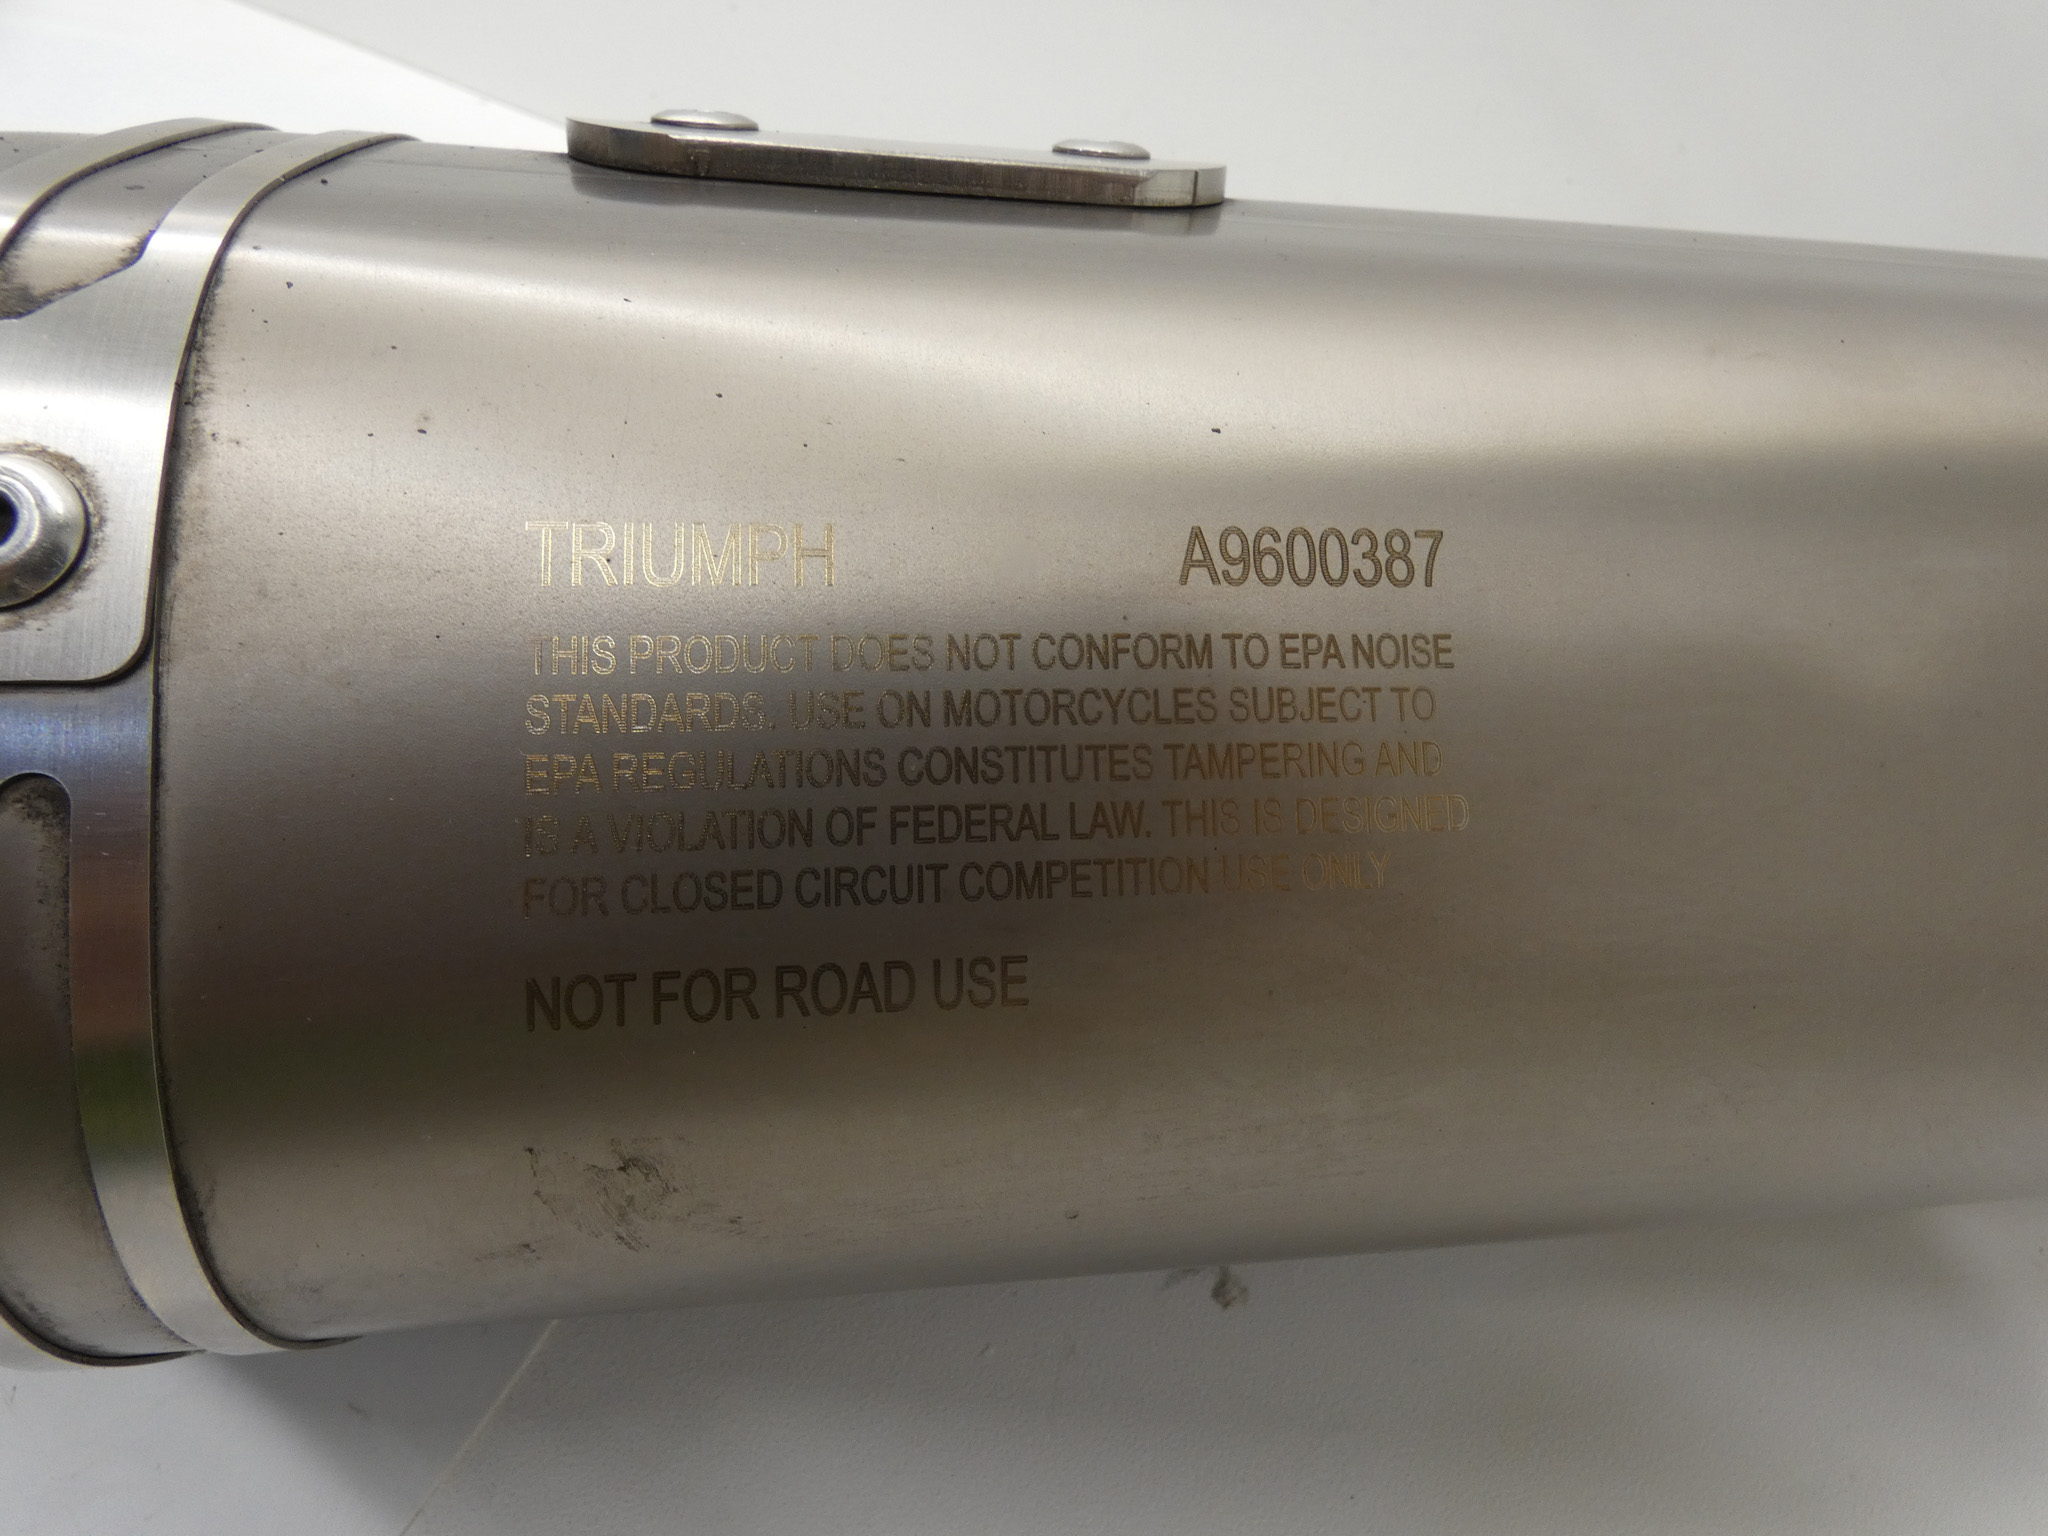 TRIUMPH A9600387
THIS PRODUCT DOES NOT CONFORM TO EPA NOISE
STANDARDS. USE ON MOTORCYCLES SUBJECT TO
EPA REGULATIONS CONSTITUTES TAMPERING AND
IS A VIOLATION OF FEDERAL LAW. THIS IS DESIGNED
FOR CLOSED CIRCUIT COMPETITION USE ONLY
NOT FOR ROAD USE